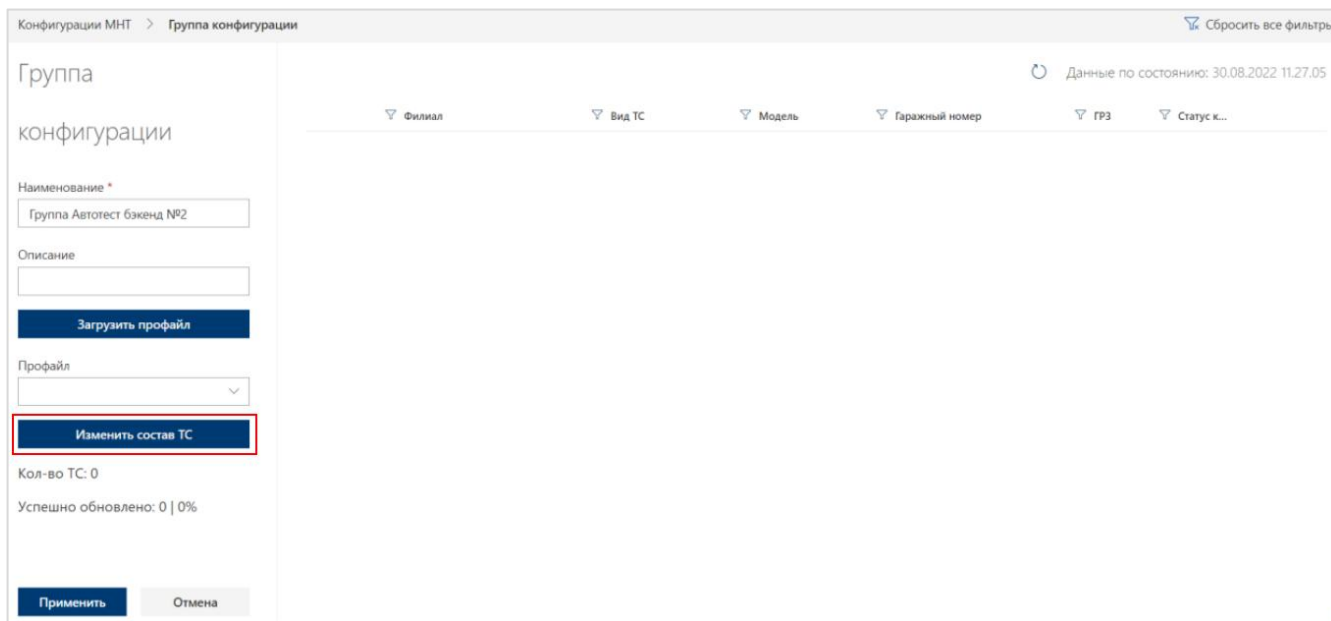 Конфигурации МНТ > Группа конфигурации
Сбросить все фильтры
Группа
конфигурации
Наименование *
Группа Автотест бэкенд №2
Описание
Загрузить профайл
Профайл
Изменить состав ТС
Кол-во ТС: 0
Успешно обновлено: 0 | 0%
Применить
Отмена
Данные по состоянию: 30.08.2022 11.27.05
Филиал
Вид ТС
Модель
Гаражный номер
ГРЗ
Статус к...